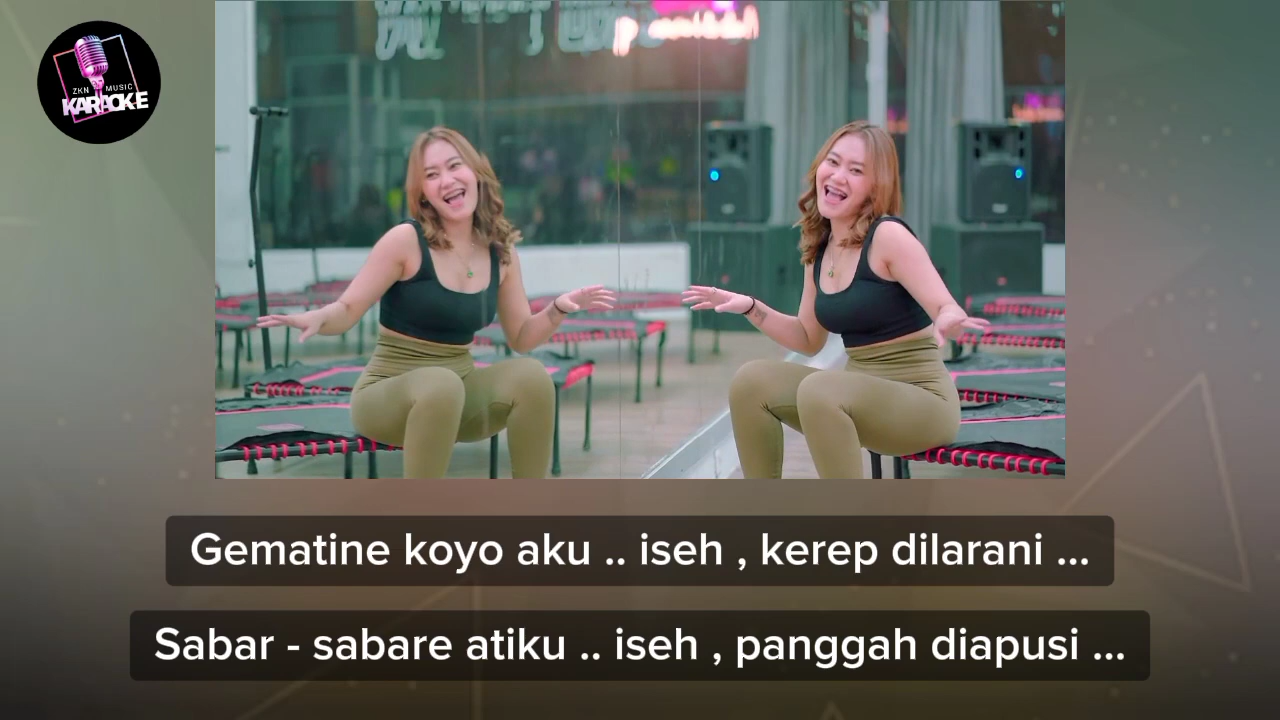 ZKN MUSIC
KARAOKE
Gematine koyo aku .. iseh , kerep dilarani ...
Sabar - sabare atiku .. iseh , panggah diapusi ...